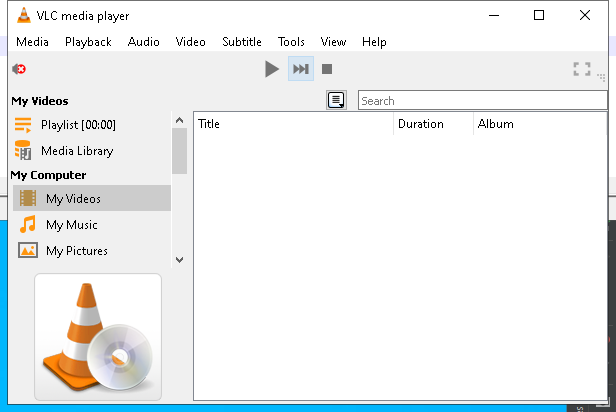 VLC media player
Media Playback Audio Video Subtitle Tools View Help
My Videos
Search
Playlist [00:00]
Media Library
My Computer
My Videos
My Music
My Pictures
Title Duration Album